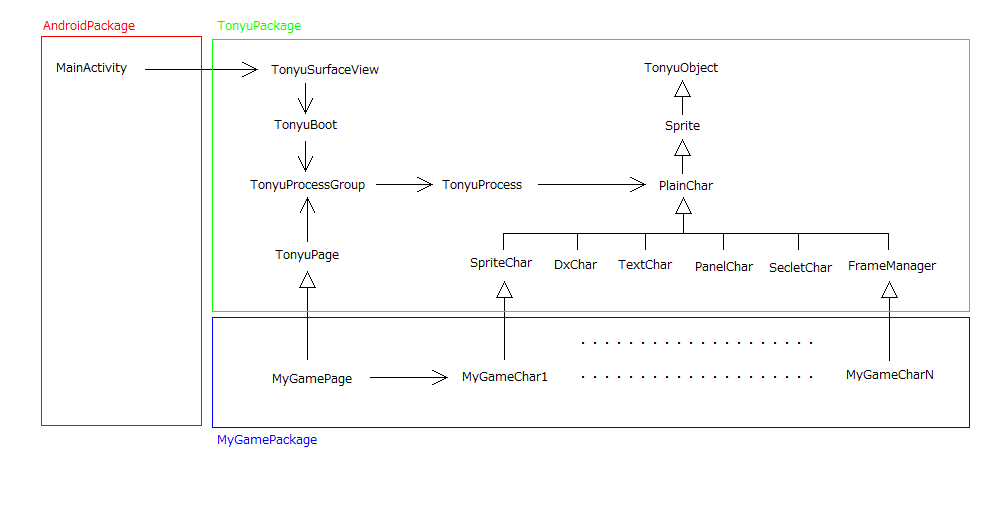 AndroidPackage
TonyuPackage
MainActivity
TonyuSurfaceView
TonyuObject
TonyuBoot
Sprite
TonyuProcessGroup
TonyuProcess
PlainChar
TonyuPage
SpriteChar
DxChar
TextChar
PanelChar
SecletChar
FrameManager
MyGamePage
MyGameChar1
MyGameCharN
MyGamePackage